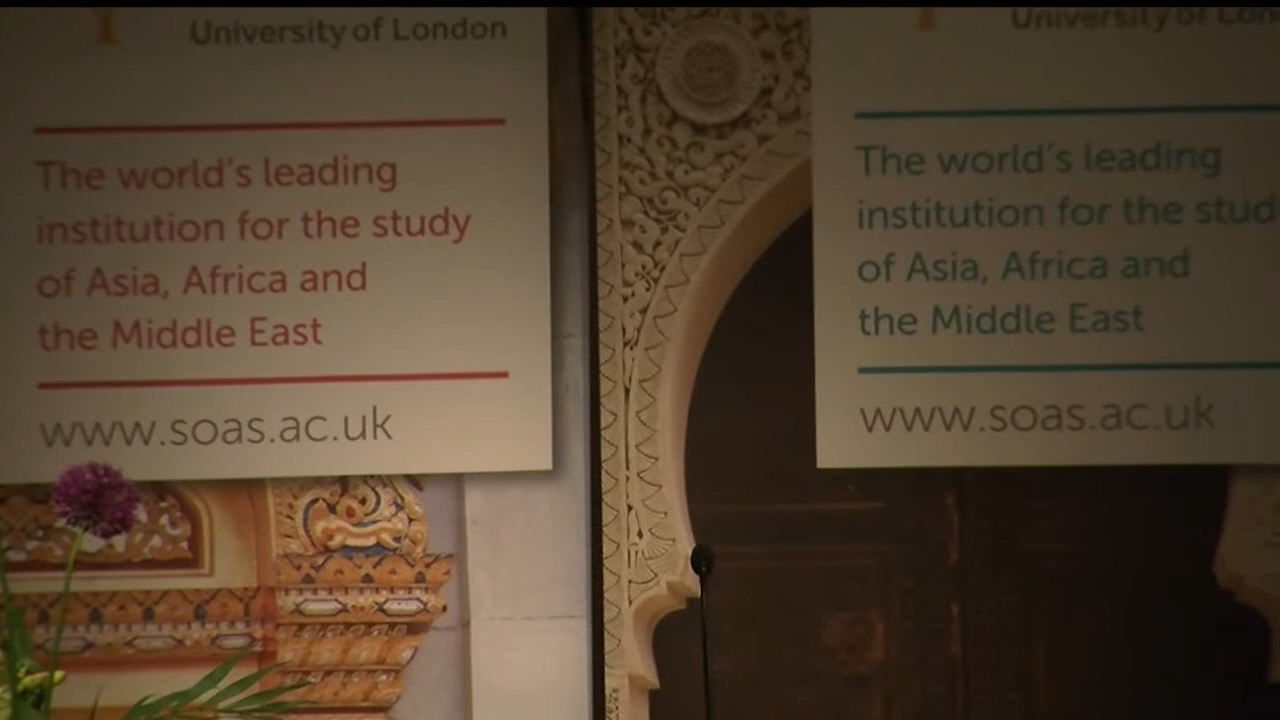 University of London
The world's leading
institution for the study
of Asia, Africa and
the Middle East
www.soas.ac.uk
University of
The world's leading
institution for the
of Asia, Africa and
the Middle East
www.soas.ac.uk